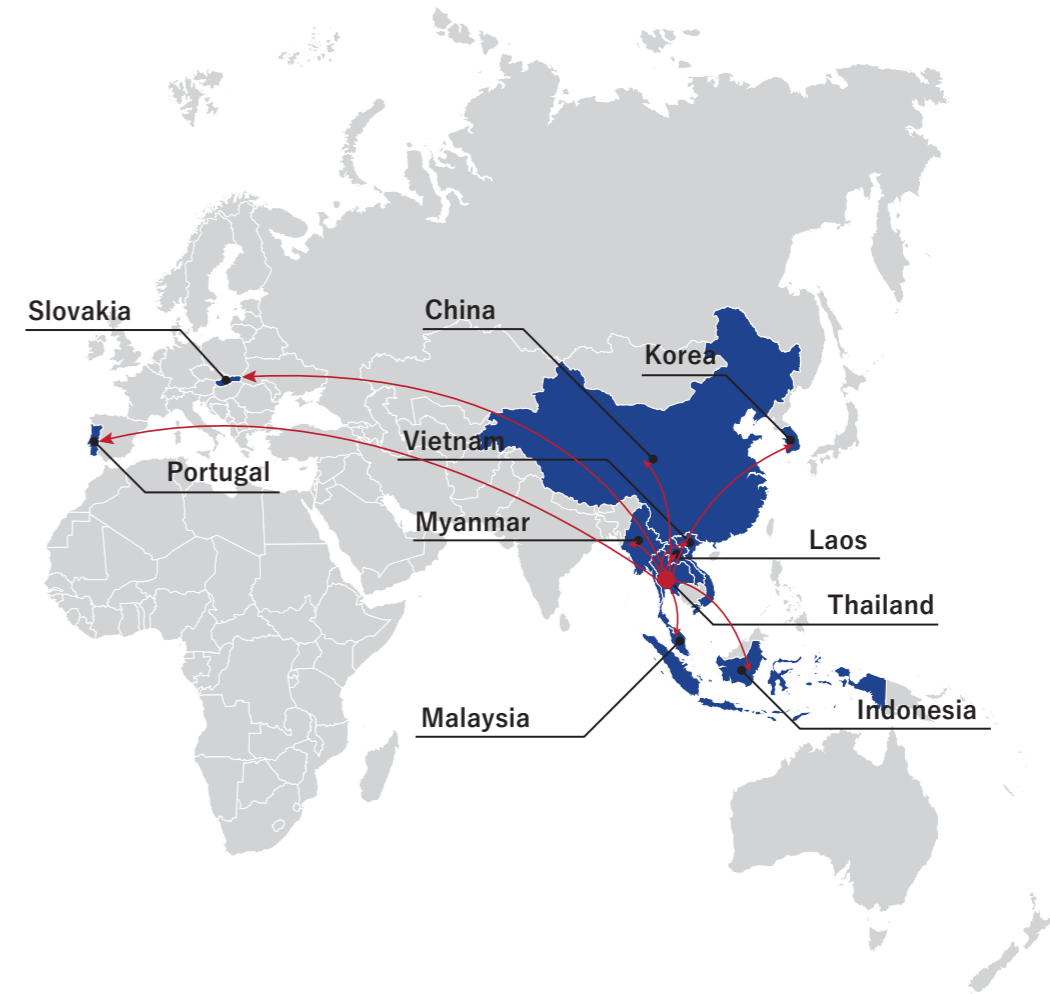 Slovakia
China
Korea
Vietnam
Portugal
Myanmar
Laos
Thailand
Malaysia
Indonesia